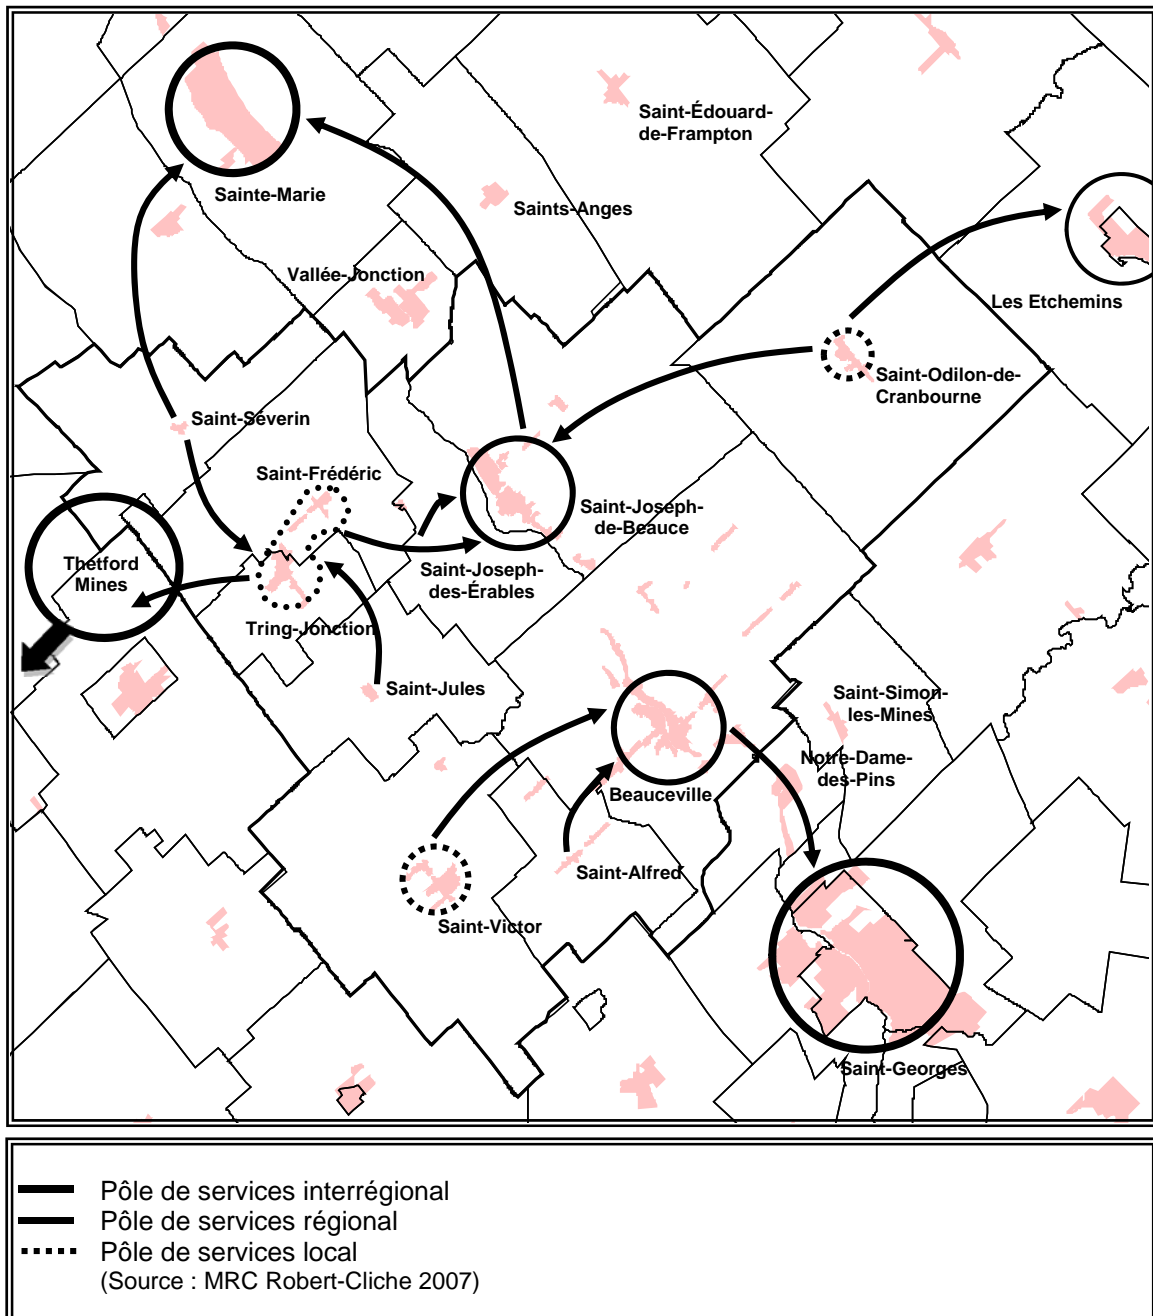 Saint-Édouard-
de-Frampton
Sainte-Marie
Saints-Anges
Vallée-Jonction
Les Etchemins
Saint-Odilon-de-
Cranbourne
Saint-Séverin
Saint-Frédéric
Saint-Joseph-
de-Beauce
Thetford
Mines
Saint-Joseph-
des-Érables
Tring-Jonction
Saint-Jules
Saint-Simon-
les-Mines
Notre-Dame-
des-Pins
Beauceville
Saint-Alfred
Saint-Victor
Saint-Georges
Pôle de services interrégional
Pôle de services régional
Pôle de services local
(Source : MRC Robert-Cliche 2007)